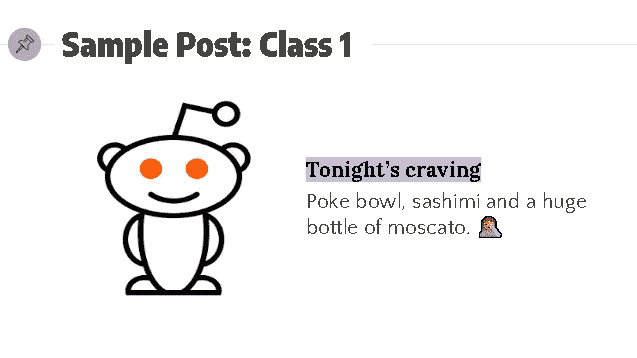 Sample Post: Class 1
Tonight's craving
Poke bowl, sashimi and a huge
bottle of moscato.